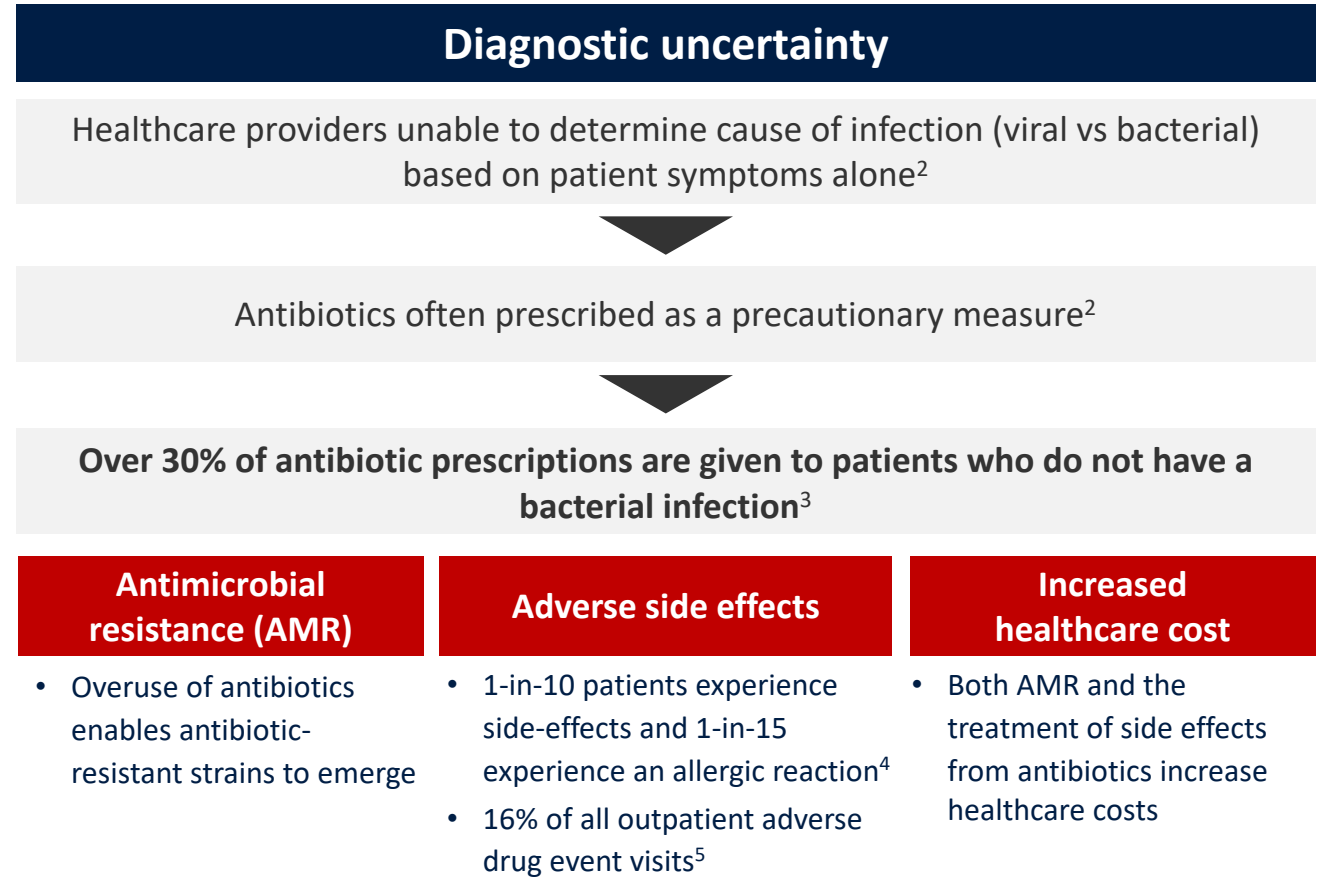 Diagnostic uncertainty
Healthcare providers unable to determine cause of infection (viral vs bacterial)
based on patient symptoms alone²
Antibiotics often prescribed as a precautionary measure²
Over 30% of antibiotic prescriptions are given to patients who do not have a
bacterial infection³
Antimicrobial
resistance (AMR)
• Overuse of antibiotics
enables antibiotic-
resistant strains to emerge
Adverse side effects
• 1-in-10 patients experience
side-effects and 1-in-15
experience an allergic reaction⁴
• 16% of all outpatient adverse
drug event visits⁵
Increased
healthcare cost
• Both AMR and the
treatment of side effects
from antibiotics increase
healthcare costs